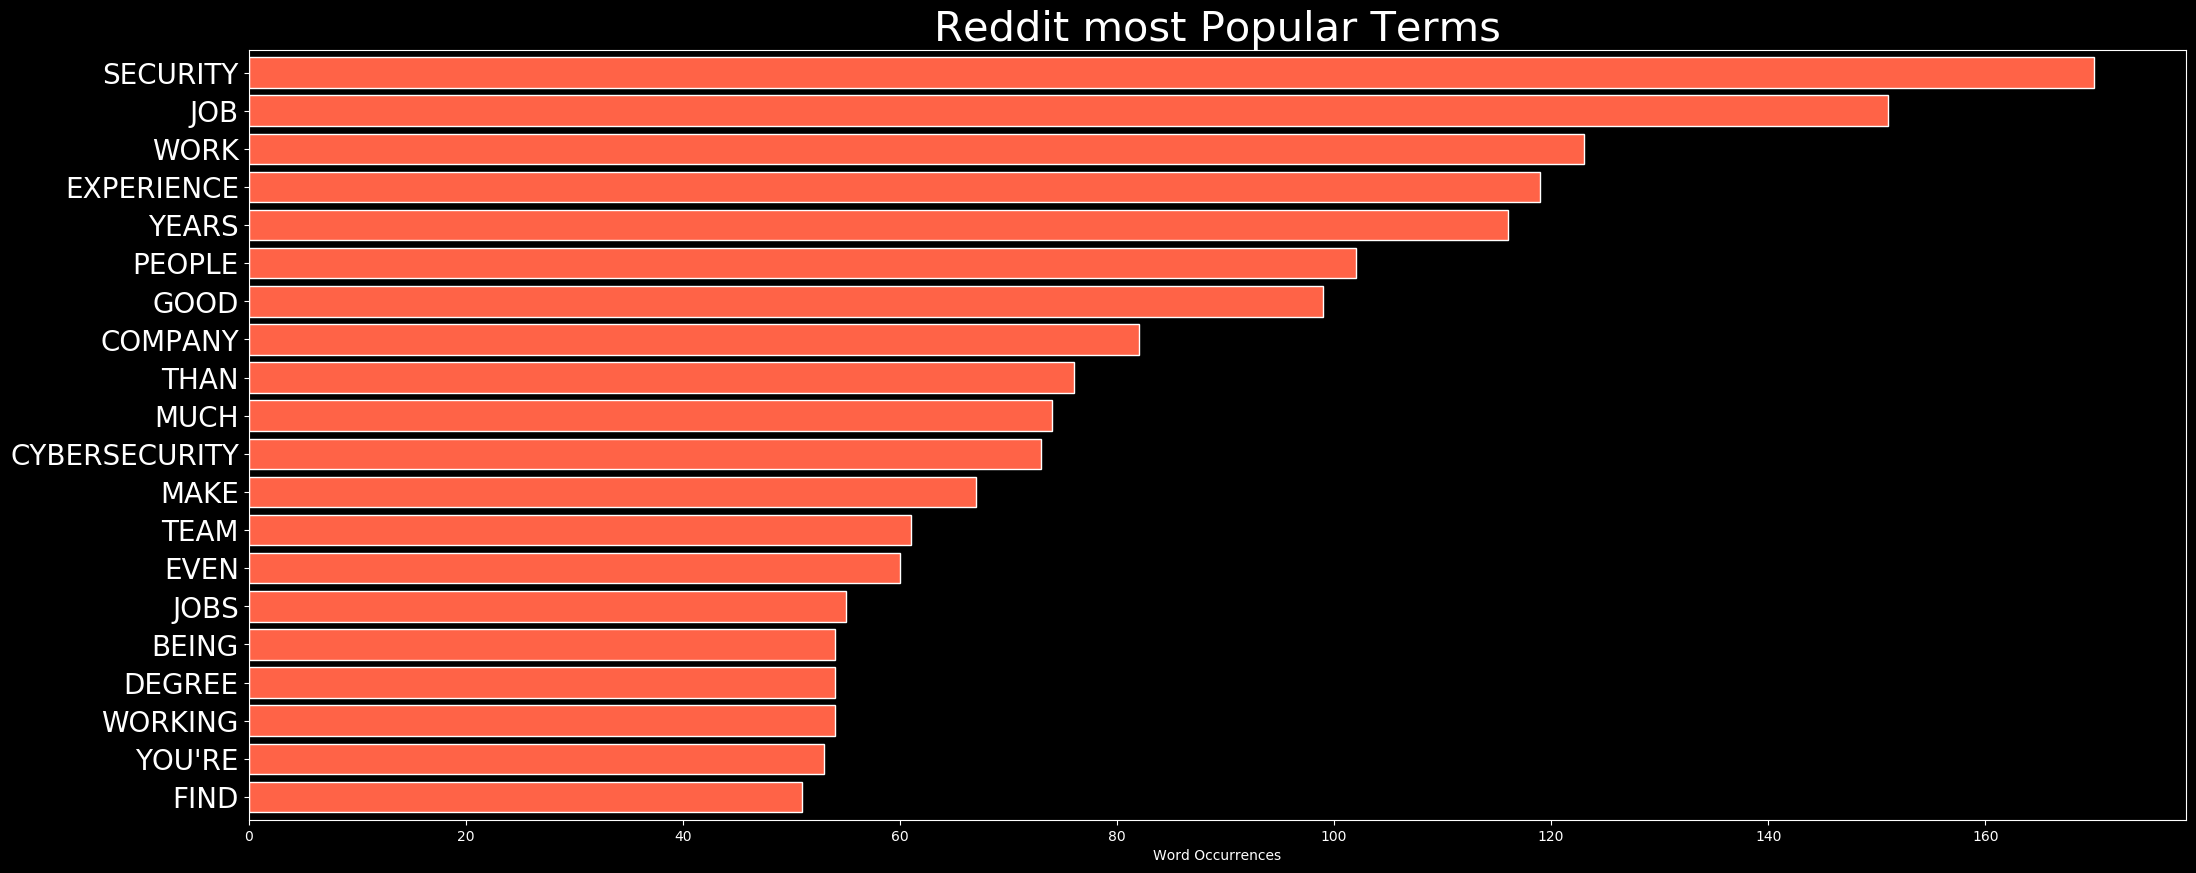 Reddit most Popular Terms
SECURITY
JOB
WORK
EXPERIENCE
YEARS
PEOPLE
GOOD
COMPANY
THAN
MUCH
CYBERSECURITY
MAKE
TEAM
EVEN
JOBS
BEING
DEGREE
WORKING
YOU'RE
FIND
0 20 40 60 80 100 120 140 160
Word Occurrences